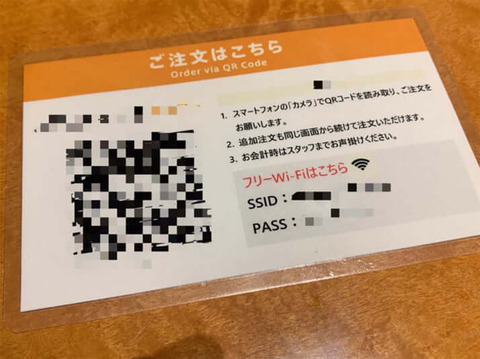 ご注文はこちら
Order via QR Code
1. スマートフォンの「カメラ」でQRコードを読み取り、ご注文を
お願いします。
2. 追加注文も同じ画面から続けて注文いただけます。
3. お会計時はスタッフまでお声掛けください。
フリーWi-Fiはこちら
SSID：
PASS：